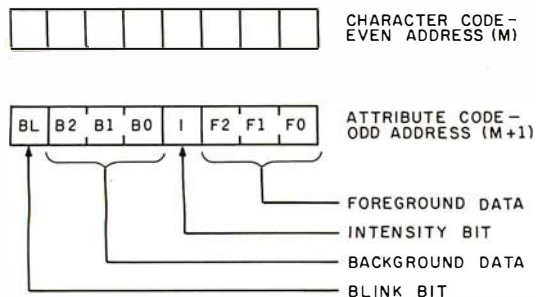 CHARACTER CODE–
EVEN ADDRESS (M)
BL B2 B1 B0 I F2 F1 F0
ATTRIBUTE CODE–
ODD ADDRESS (M+1)
FOREGROUND DATA
INTENSITY BIT
BACKGROUND DATA
BLINK BIT